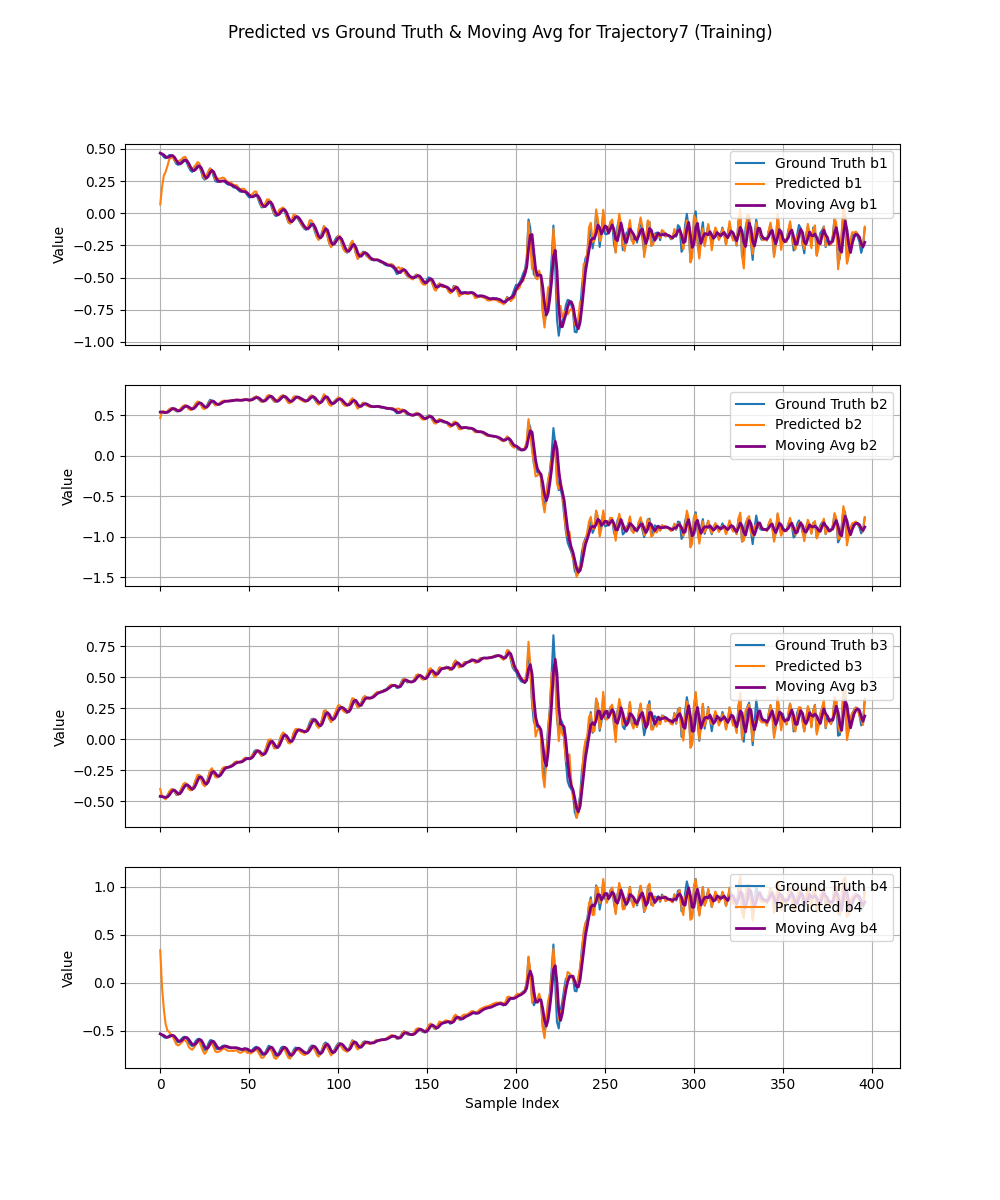 Predicted vs Ground Truth & Moving Avg for Trajectory7 (Training)
0.50
0.25
0.00
−0.25
−0.50
−0.75
−1.00
Value
Ground Truth b1
Predicted b1
Moving Avg b1
0.5
0.0
−0.5
−1.0
−1.5
Value
Ground Truth b2
Predicted b2
Moving Avg b2
0.75
0.50
0.25
0.00
−0.25
−0.50
Value
Ground Truth b3
Predicted b3
Moving Avg b3
1.0
0.5
0.0
−0.5
Value
Ground Truth b4
Predicted b4
Moving Avg b4
0 50 100 150 200 250 300 350 400
Sample Index